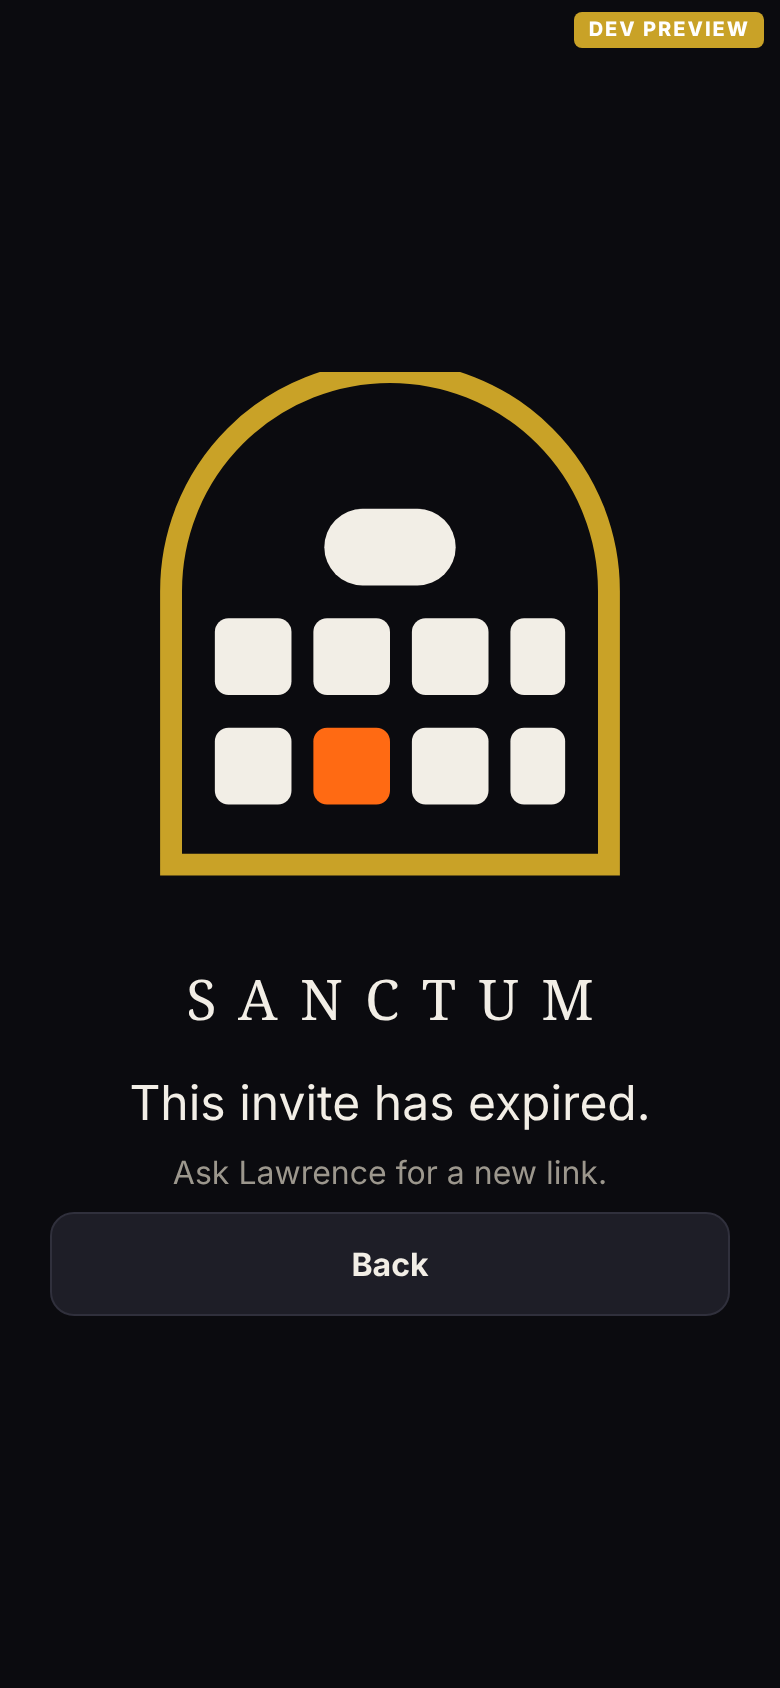 DEV PREVIEW
SANCTUM
This invite has expired.
Ask Lawrence for a new link.
Back